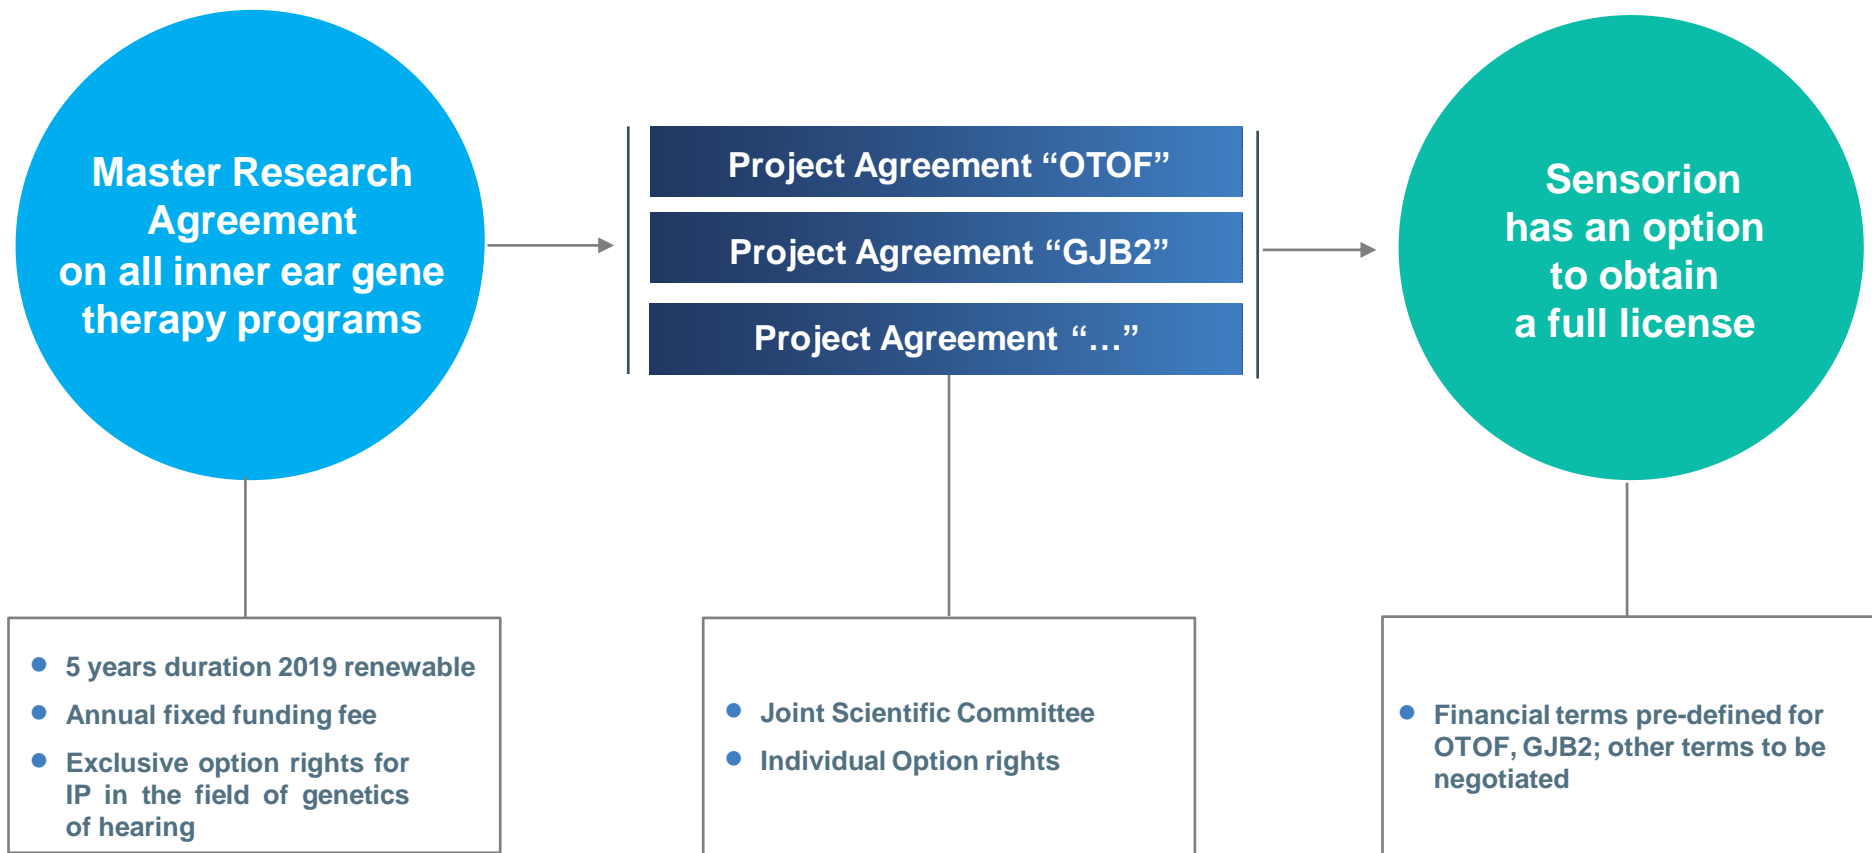 Master Research
Agreement
on all inner ear gene
therapy programs
Project Agreement “OTOF”
Project Agreement “GJB2”
Project Agreement “…”
Sensorion
has an option
to obtain
a full license
5 years duration 2019 renewable
Annual fixed funding fee
Exclusive option rights for
IP in the field of genetics
of hearing
Joint Scientific Committee
Individual Option rights
Financial terms pre-defined for
OTOF, GJB2; other terms to be
negotiated